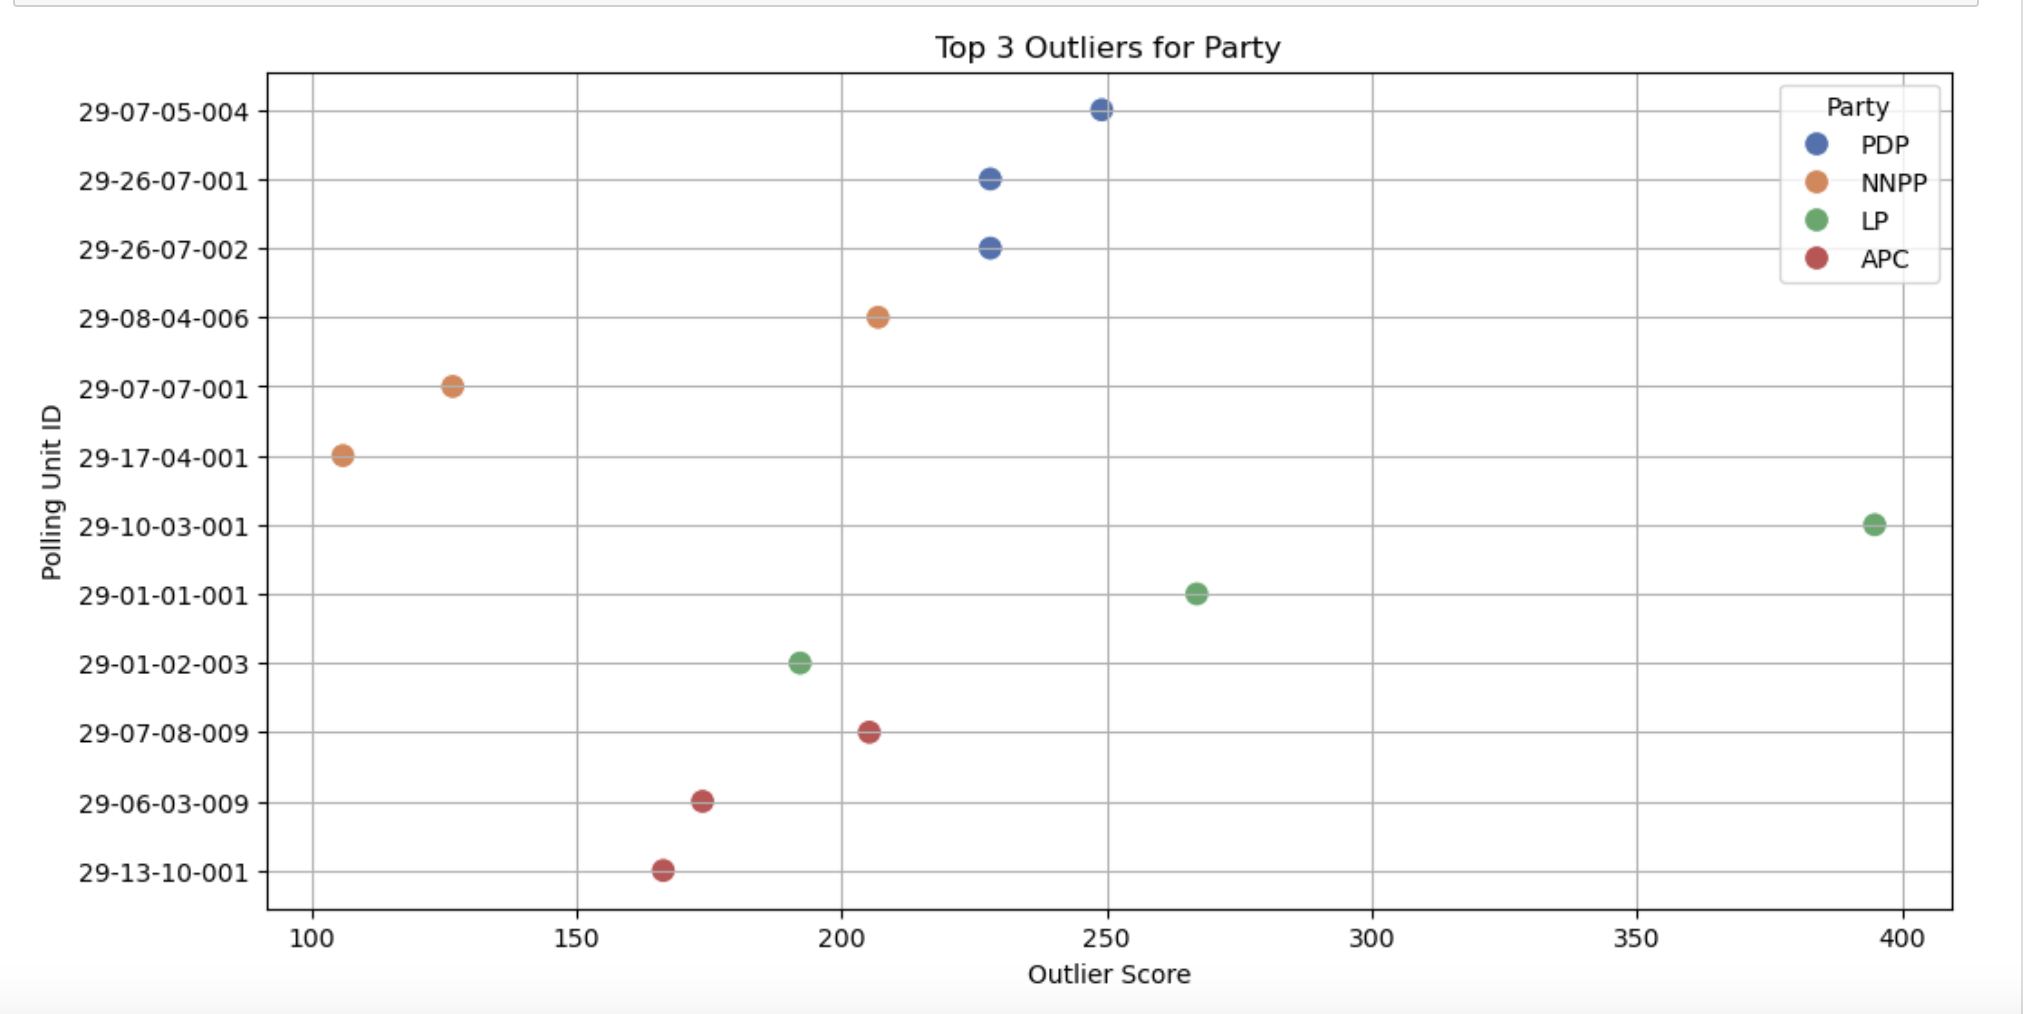 Top 3 Outliers for Party
Party
PDP
NNPP
LP
APC
Polling Unit ID
29-07-05-004
29-26-07-001
29-26-07-002
29-08-04-006
29-07-07-001
29-17-04-001
29-10-03-001
29-01-01-001
29-01-02-003
29-07-08-009
29-06-03-009
29-13-10-001
100 150 200 250 300 350 400
Outlier Score